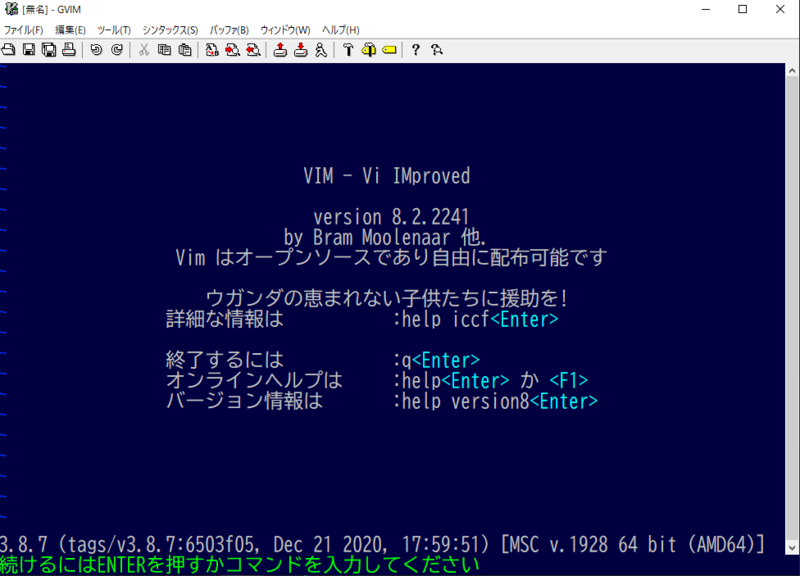 [無名] - GVIM
ファイル(F) 編集(E) ツール(T) シンタックス(S) バッファ(B) ウィンドウ(W) ヘルプ(H)
VIM - Vi IMproved
version 8.2.2241
by Bram Moolenaar 他.
Vim はオープンソースであり自由に配布可能です
ウガンダの恵まれない子供たちに援助を!
詳細な情報は :help iccf<Enter>
終了するには :q<Enter>
オンラインヘルプは :help<Enter> か <F1>
バージョン情報は :help version8<Enter>
3.8.7 (tags/v3.8.7:6503f05, Dec 21 2020, 17:59:51) [MSC v.1928 64 bit (AMD64)]
続けるにはENTERを押すかコマンドを入力してください